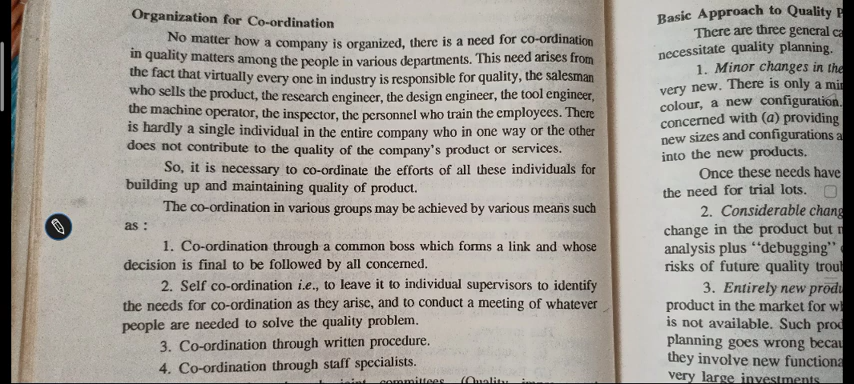 Organization for Co-ordination
No matter how a company is organized, there is a need for co-ordination
in quality matters among the people in various departments. This need arises from
the fact that virtually every one in industry is responsible for quality, the salesman
who sells the product, the research engineer, the design engineer, the tool engineer,
the machine operator, the inspector, the personnel who train the employees. There
is hardly a single individual in the entire company who in one way or the other
does not contribute to the quality of the company's product or services.
So, it is necessary to co-ordinate the efforts of all these individuals for
building up and maintaining quality of product.
The co-ordination in various groups may be achieved by various means such
as :
1. Co-ordination through a common boss which forms a link and whose
decision is final to be followed by all concerned.
2. Self co-ordination i.e., to leave it to individual supervisors to identify
the needs for co-ordination as they arise, and to conduct a meeting of whatever
people are needed to solve the quality problem.
3. Co-ordination through written procedure.
4. Co-ordination through staff specialists.
joint committees (Quality
Basic Approach to Quality
There are three general
necessitate quality planning.
1. Minor changes in the
very new. There is only a
colour, a new configuration.
concerned with (a) providing
new sizes and configurations
into the new products.
Once these needs have
the need for trial lots.
2. Considerable
change in the product but
analysis plus "debugging"
risks of future quality
3. Entirely new
product in the market for
is not available. Such
planning goes wrong
they involve new
very large investments